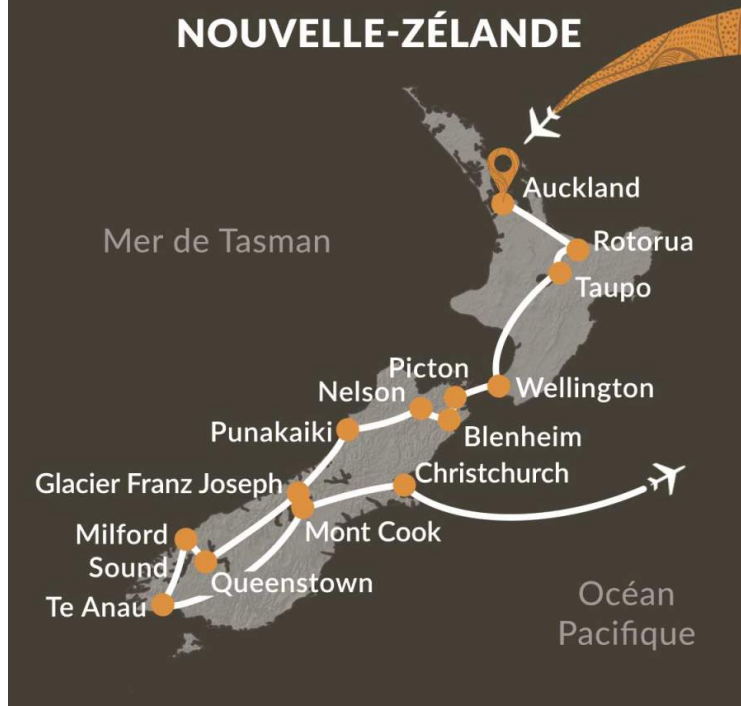 NOUVELLE-ZÉLANDE
Auckland
Mer de Tasman
Rotorua
Taupo
Picton
Nelson
Wellington
Punakaiki
Blenheim
Christchurch
Glacier Franz Joseph
Mont Cook
Milford
Sound
Queenstown
Te Anau
Océan
Pacifique